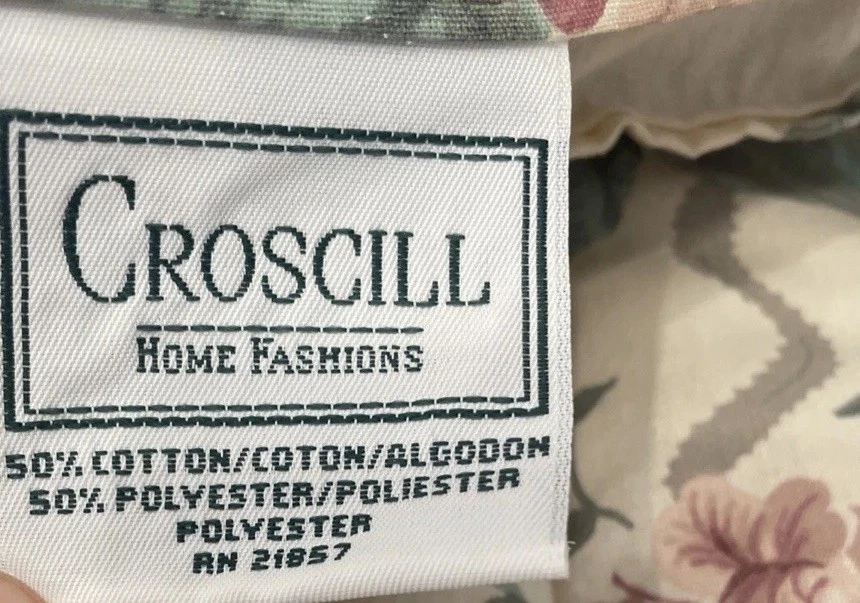 CROSCILL
HOME FASHIONS
50% COTTON/COTON/ALGODON
50% POLYESTER/POLIESTER
POLYESTER
RN 21857